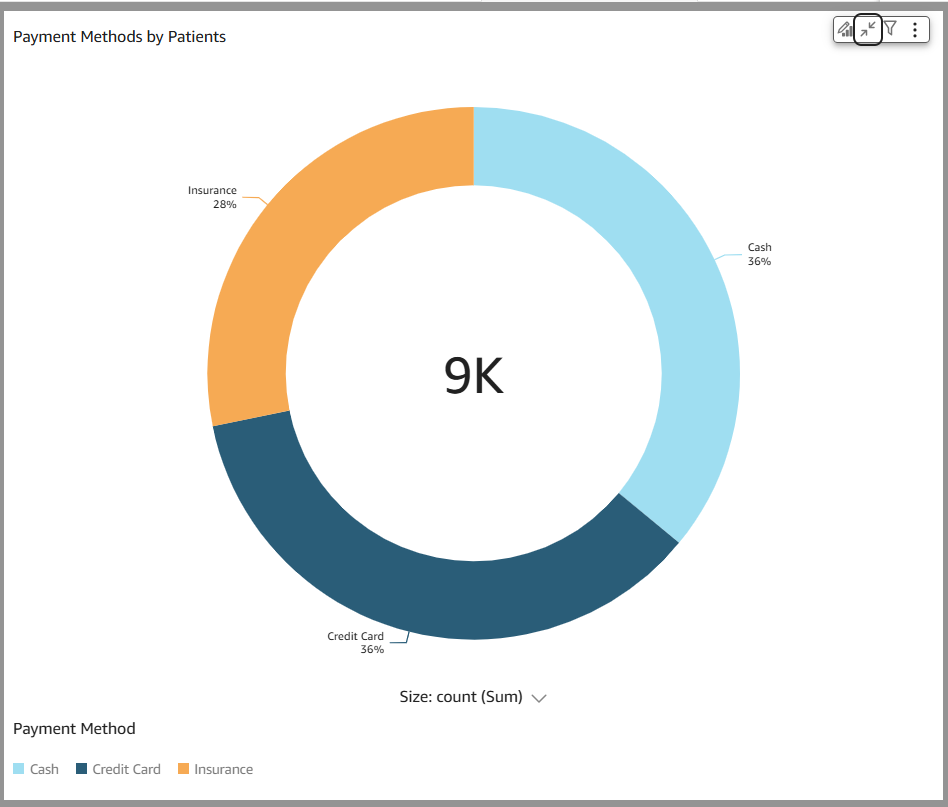 Payment Methods by Patients
Insurance
28%
Cash
36%
9K
Credit Card
36%
Size: count (Sum)
Payment Method
Cash
Credit Card
Insurance